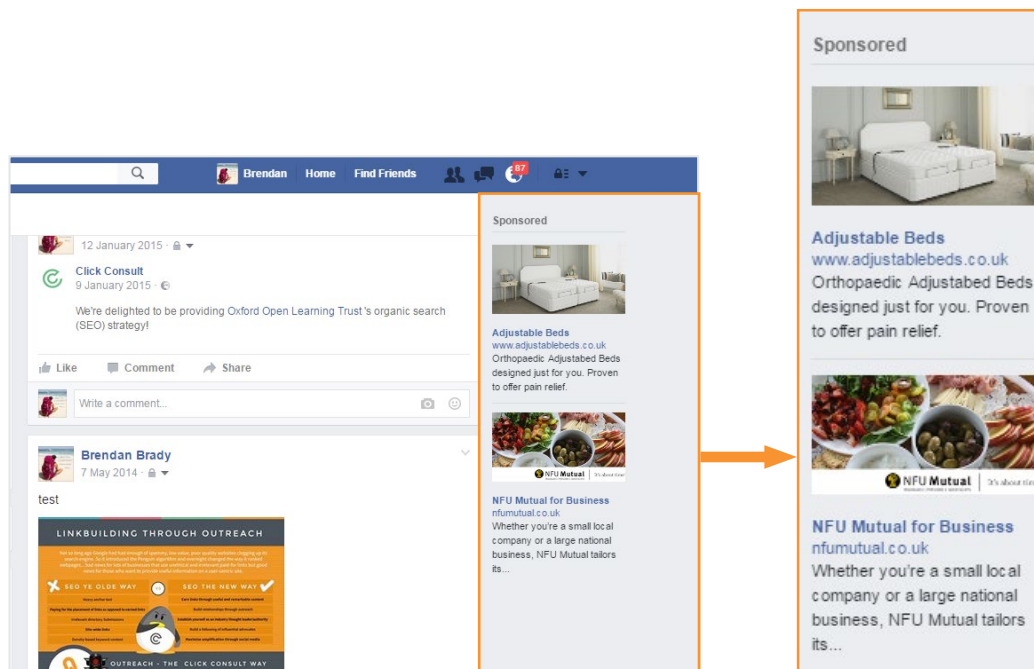 Brendan
Home
Find Friends
87
12 January 2015 ·
Click Consult
9 January 2015 ·
We're delighted to be providing Oxford Open Learning Trust 's organic search
(SEO) strategy!
Like
Comment
Share
Write a comment...
Brendan Brady
7 May 2014 ·
test
LINKBUILDING THROUGH OUTREACH
SEO YE OLDE WAY
SEO THE NEW WAY
OUTREACH - THE CLICK CONSULT WAY
Sponsored
Adjustable Beds
www.adjustablebeds.co.uk
Orthopaedic Adjustabed Beds
designed just for you. Proven
to offer pain relief.
NFU Mutual
It's about time
NFU Mutual for Business
nfumutual.co.uk
Whether you're a small local
company or a large national
business, NFU Mutual tailors
its...
Sponsored
Adjustable Beds
www.adjustablebeds.co.uk
Orthopaedic Adjustabed Beds
designed just for you. Proven
to offer pain relief.
NFU Mutual
It's about tim
NFU Mutual for Business
nfumutual.co.uk
Whether you're a small local
company or a large national
business, NFU Mutual tailors
its...